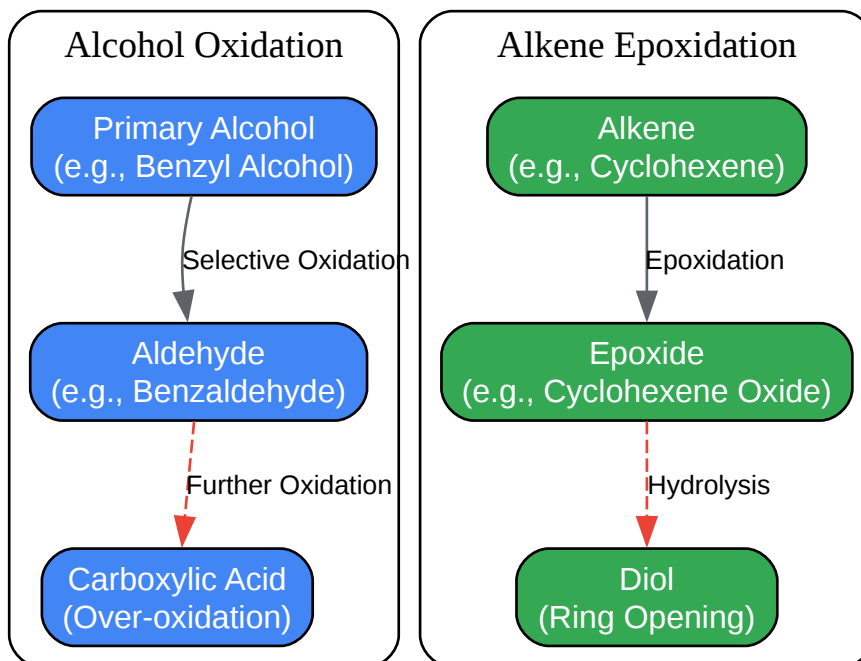 Alcohol Oxidation
Primary Alcohol
(e.g., Benzyl Alcohol)
Selective Oxidation
Aldehyde
(e.g., Benzaldehyde)
Further Oxidation
Carboxylic Acid
(Over-oxidation)
Alkene Epoxidation
Alkene
(e.g., Cyclohexene)
Epoxidation
Epoxide
(e.g., Cyclohexene Oxide)
Hydrolysis
Diol
(Ring Opening)